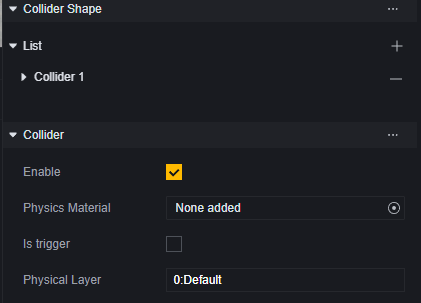 Collider Shape
List
Collider 1
Collider
Enable
Physics Material None added
Is trigger
Physical Layer 0:Default